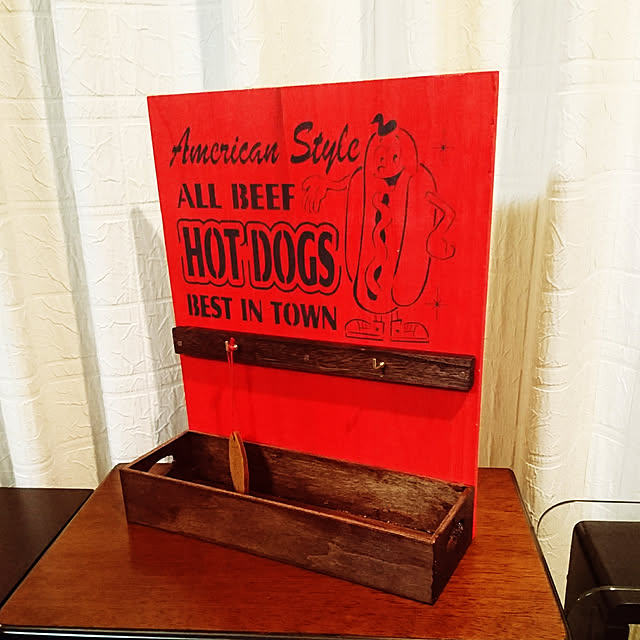 American Style
ALL BEEF
HOT DOGS
BEST IN TOWN